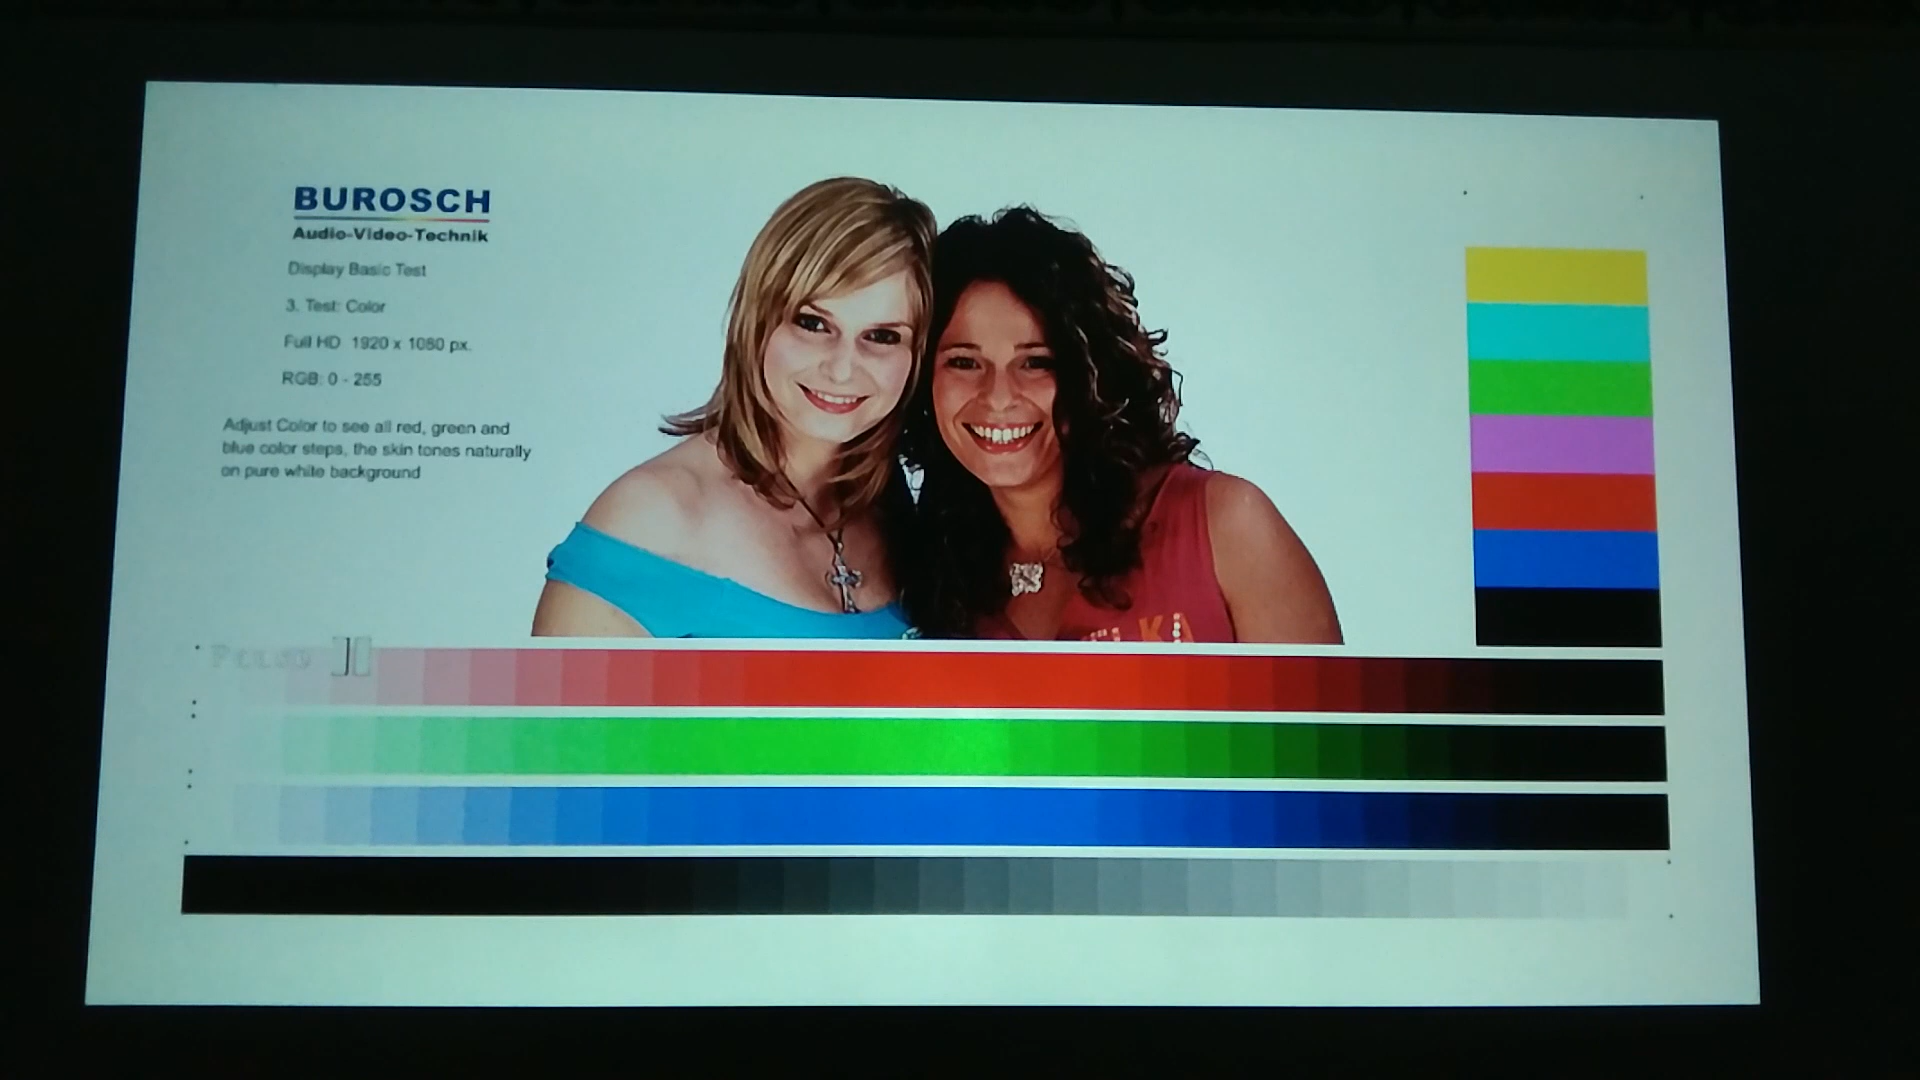 BUROSCH
Audio-Video-Technik
Display Basic Test
3. Test: Color
Full HD 1920 x 1080 px.
RGB: 0 - 255
Adjust Color to see all red, green and
blue color steps, the skin tones naturally
on pure white background